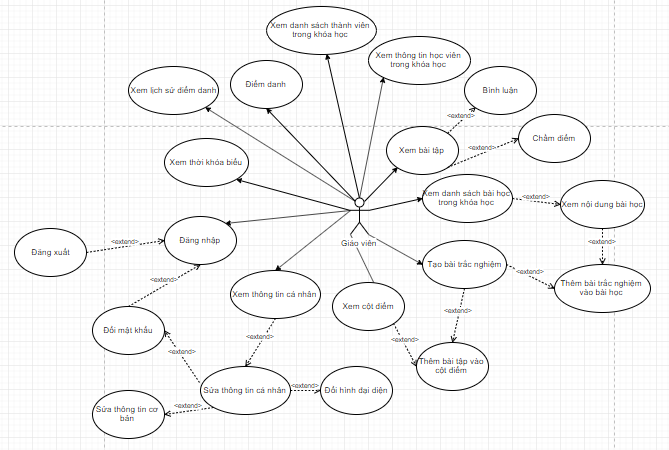 Xem danh sách thành viên
trong khóa học
Xem thông tin học viên
trong khóa học
Xem lịch sử điểm danh
Điểm danh
Bình luận
<extend>
Chấm điểm
Xem bài tập
<extend>
Xem thời khóa biểu
Xem danh sách bài học
trong khóa học
<extend>
Xem nội dung bài học
Đăng xuất
<extend>
Đăng nhập
Giáo viên
<extend>
Tạo bài trắc nghiệm
<extend>
Thêm bài trắc nghiệm
vào bài học
<extend>
Xem thông tin cá nhân
Xem cột điểm
<extend>
Đổi mật khẩu
<extend>
<extend>
<extend>
Thêm bài tập vào
cột điểm
Sửa thông tin cá nhân
<extend>
Đổi hình đại diện
Sửa thông tin cơ
bản
<extend>